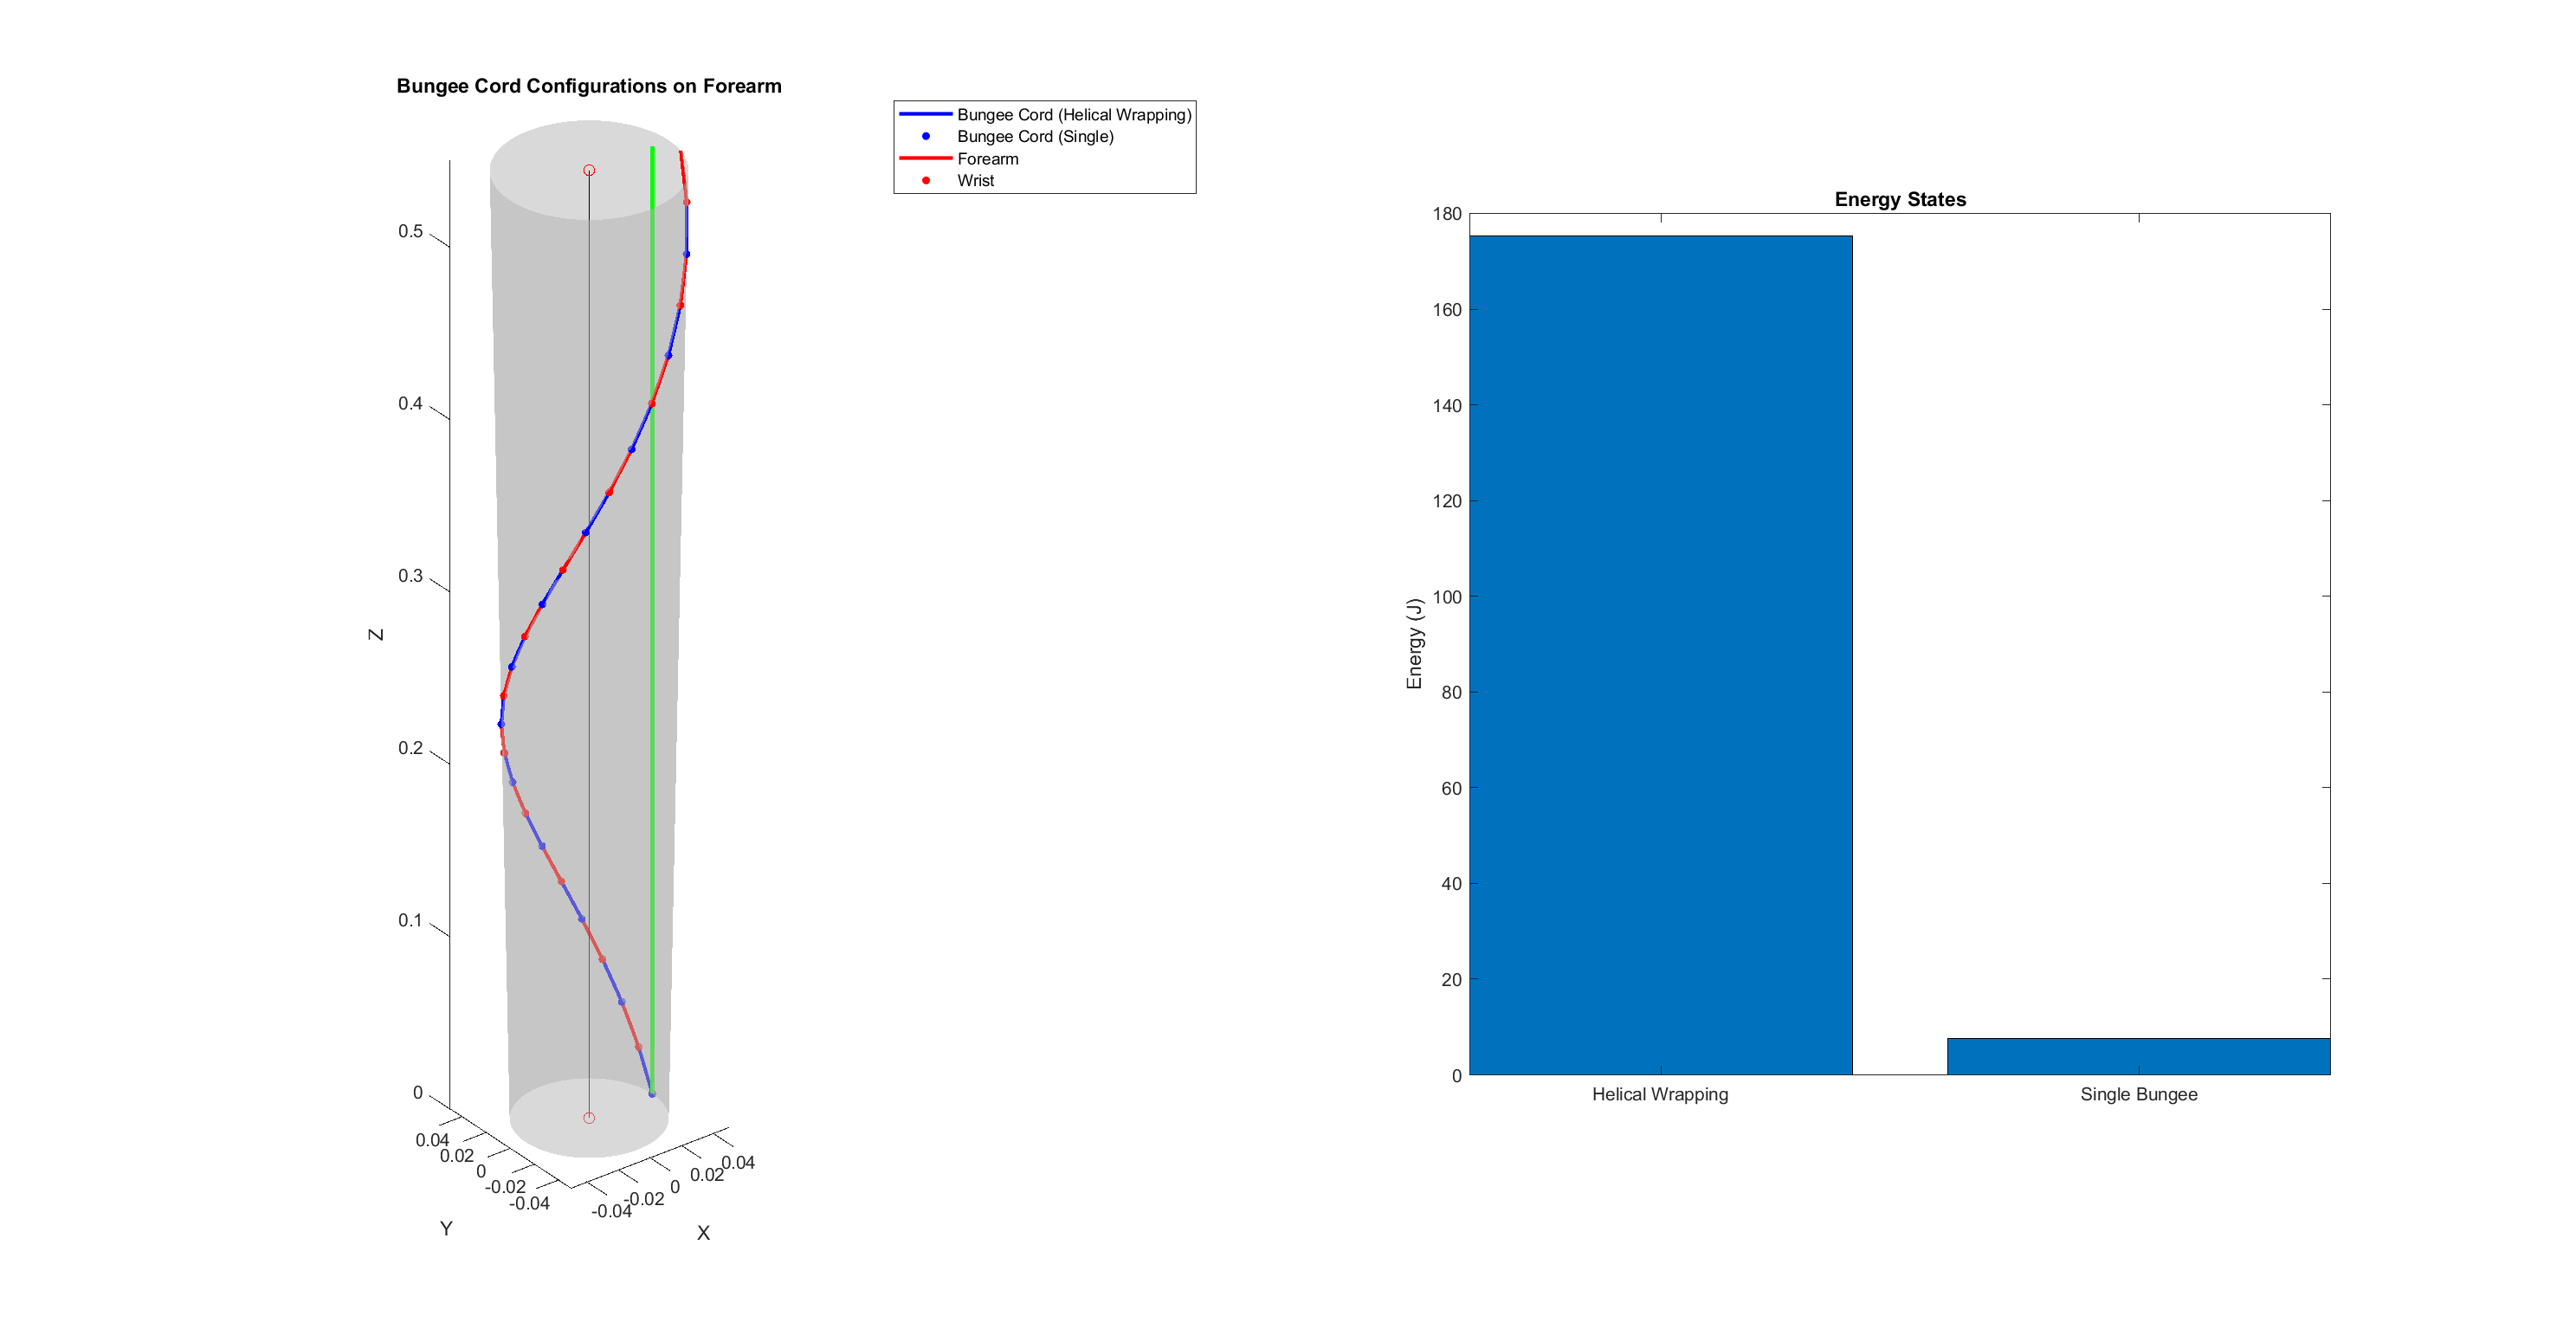 Bungee Cord Configurations on Forearm
Bungee Cord (Helical Wrapping)
Bungee Cord (Single)
Forearm
Wrist
0.5
0.4
0.3
0.2
0.1
0
Z
0.04
0.02
0
-0.02
-0.04
Y
-0.04
-0.02
0
0.02
0.04
X
Energy States
180
160
140
120
100
80
60
40
20
0
Energy (J)
Helical Wrapping
Single Bungee